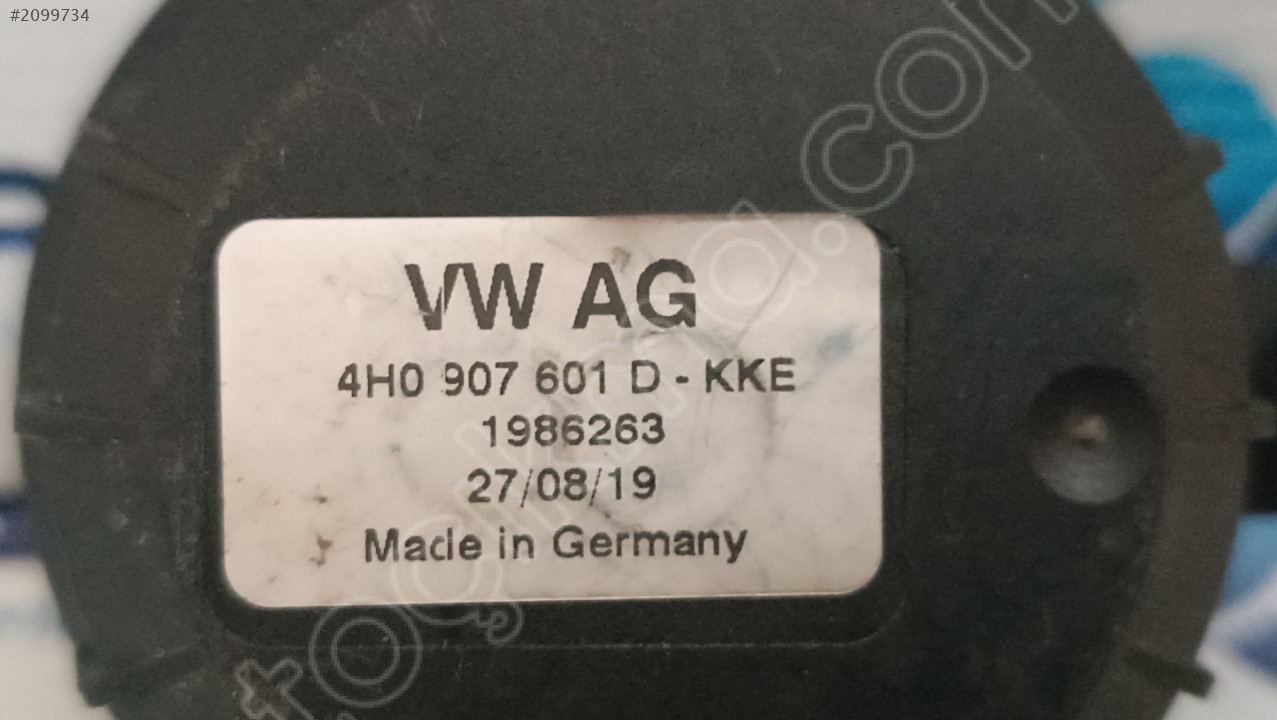 #2099734
VW AG
4H0 907 601 D - KKE
1986263
27/08/19
Made in Germany